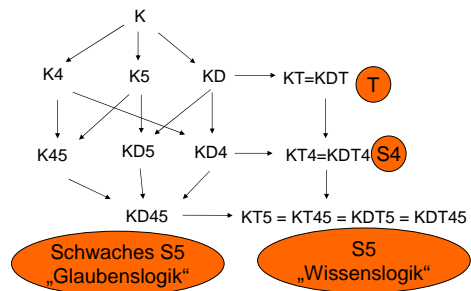 K
K4 K5 KD KT=KDT T
K45 KD5 KD4 KT4=KDT4 S4
KD45 KT5 = KT45 = KDT5 = KDT45
Schwaches S5
„Glaubenslogik“
S5
„Wissenslogik“